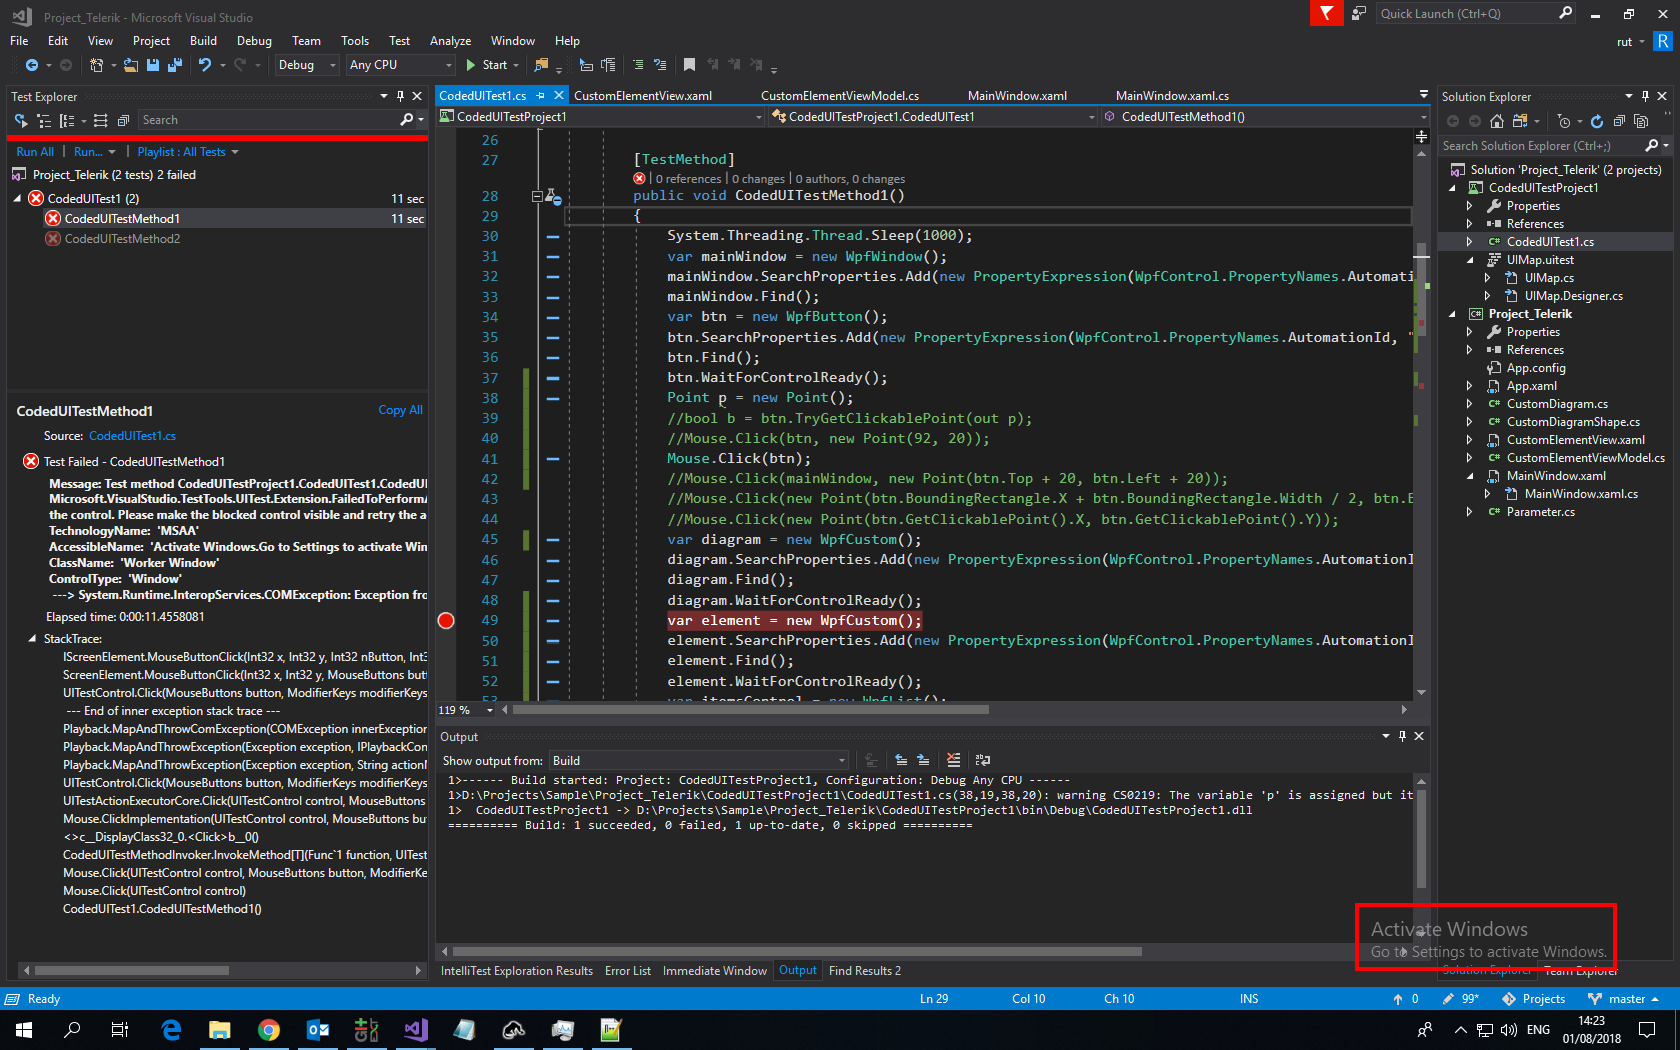 Project_Telerik - Microsoft Visual Studio
Quick Launch (Ctrl+Q)
File Edit View Project Build Debug Team Tools Test Analyze Window Help
rut R
Debug Any CPU Start
Test Explorer
Search
Run All | Run... | Playlist : All Tests
Project_Telerik (2 tests) 2 failed
CodedUITest1 (2) 11 sec
CodedUITestMethod1 11 sec
CodedUITestMethod2
CodedUITestMethod1 Copy All
Source: CodedUITest1.cs
Test Failed - CodedUITestMethod1
Message: Test method CodedUITestProject1.CodedUITest1.CodedUI
Microsoft.VisualStudio.TestTools.UITest.Extension.FailedToPerformA
the control. Please make the blocked control visible and retry the a
TechnologyName: 'MSAA'
AccessibleName: 'Activate Windows.Go to Settings to activate Win
ClassName: 'Worker Window'
ControlType: 'Window'
---> System.Runtime.InteropServices.COMException: Exception fro
Elapsed time: 0:00:11.4558081
StackTrace:
IScreenElement.MouseButtonClick(Int32 x, Int32 y, Int32 nButton, Int3
ScreenElement.MouseButtonClick(Int32 x, Int32 y, MouseButtons but
UITestControl.Click(MouseButtons button, ModifierKeys modifierKeys
--- End of inner exception stack trace ---
Playback.MapAndThrowComException(COMException innerException
Playback.MapAndThrowException(Exception exception, IPlaybackCon
Playback.MapAndThrowException(Exception exception, String actionN
UITestControl.Click(MouseButtons button, ModifierKeys modifierKeys
UITestActionExecutorCore.Click(UITestControl control, MouseButtons
Mouse.ClickImplementation(UITestControl control, MouseButtons bu
<>c__DisplayClass32_0.<Click>b__0()
CodedUITestMethodInvoker.InvokeMethod[T](Func`1 function, UITest
Mouse.Click(UITestControl control, MouseButtons button, ModifierKe
Mouse.Click(UITestControl control)
CodedUITest1.CodedUITestMethod1()
CodedUITest1.cs CustomElementView.xaml CustomElementViewModel.cs MainWindow.xaml MainWindow.xaml.cs
CodedUITestProject1 CodedUITestProject1.CodedUITest1 CodedUITestMethod1()
26
27 [TestMethod]
0 references | 0 changes | 0 authors, 0 changes
28 public void CodedUITestMethod1()
29 {
30 System.Threading.Thread.Sleep(1000);
31 var mainWindow = new WpfWindow();
32 mainWindow.SearchProperties.Add(new PropertyExpression(WpfControl.PropertyNames.Automati
33 mainWindow.Find();
34 var btn = new WpfButton();
35 btn.SearchProperties.Add(new PropertyExpression(WpfControl.PropertyNames.AutomationId, "
36 btn.Find();
37 btn.WaitForControlReady();
38 Point p = new Point();
39 //bool b = btn.TryGetClickablePoint(out p);
40 //Mouse.Click(btn, new Point(92, 20));
41 Mouse.Click(btn);
42 //Mouse.Click(mainWindow, new Point(btn.Top + 20, btn.Left + 20));
43 //Mouse.Click(new Point(btn.BoundingRectangle.X + btn.BoundingRectangle.Width / 2, btn.B
44 //Mouse.Click(new Point(btn.GetClickablePoint().X, btn.GetClickablePoint().Y));
45 var diagram = new WpfCustom();
46 diagram.SearchProperties.Add(new PropertyExpression(WpfControl.PropertyNames.AutomationI
47 diagram.Find();
48 diagram.WaitForControlReady();
49 var element = new WpfCustom();
50 element.SearchProperties.Add(new PropertyExpression(WpfControl.PropertyNames.AutomationI
51 element.Find();
52 element.WaitForControlReady();
53 var itemsControl = new WpfList();
119 %
Output
Show output from: Build
1>------ Build started: Project: CodedUITestProject1, Configuration: Debug Any CPU ------
1>D:\Projects\Sample\Project_Telerik\CodedUITestProject1\CodedUITest1.cs(38,19,38,20): warning CS0219: The variable 'p' is assigned but it
1> CodedUITestProject1 -> D:\Projects\Sample\Project_Telerik\CodedUITestProject1\bin\Debug\CodedUITestProject1.dll
========== Build: 1 succeeded, 0 failed, 1 up-to-date, 0 skipped ==========
IntelliTest Exploration Results Error List Immediate Window Output Find Results 2
Solution Explorer
Search Solution Explorer (Ctrl+;)
Solution 'Project_Telerik' (2 projects)
CodedUITestProject1
Properties
References
CodedUITest1.cs
UIMap.uitest
UIMap.cs
UIMap.Designer.cs
Project_Telerik
Properties
References
App.config
App.xaml
CustomDiagram.cs
CustomDiagramShape.cs
CustomElementView.xaml
CustomElementViewModel.cs
MainWindow.xaml
MainWindow.xaml.cs
Parameter.cs
Activate Windows
Go to Settings to activate Windows.
Solution Explorer Team Explorer
Ready Ln 29 Col 10 Ch 10 INS 0 99* Projects master
ENG
14:23
01/08/2018